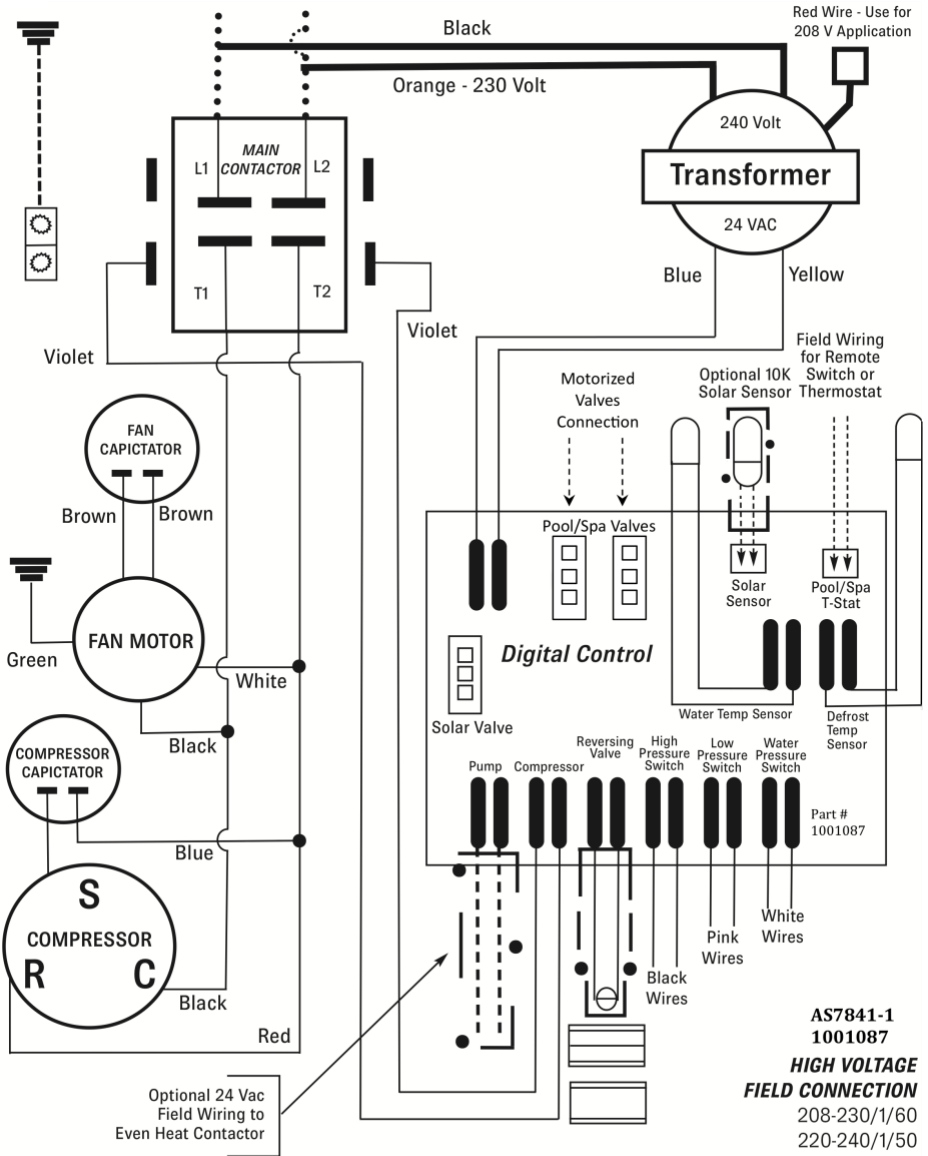 Red Wire - Use for
208 V Application
Black
Orange - 230 Volt
240 Volt
Transformer
24 VAC
MAIN
CONTACTOR
L1
L2
T1
T2
Blue
Yellow
Violet
Violet
Field Wiring
for Remote
Switch or
Thermostat
Optional 10K
Solar Sensor
Motorized
Valves
Connection
FAN
CAPICTATOR
Brown
Brown
Pool/Spa Valves
Solar
Sensor
Pool/Spa
T-Stat
FAN MOTOR
Green
White
Digital Control
Solar Valve
Water Temp Sensor
Defrost
Temp
Sensor
Black
COMPRESSOR
CAPICTATOR
Pump
Compressor
Reversing
Valve
High
Pressure
Switch
Low
Pressure
Switch
Water
Pressure
Switch
Part #
1001087
Blue
S
COMPRESSOR
R
C
Black
Red
Black
Wires
Pink
Wires
White
Wires
Optional 24 Vac
Field Wiring to
Even Heat Contactor
AS7841-1
1001087
HIGH VOLTAGE
FIELD CONNECTION
208-230/1/60
220-240/1/50